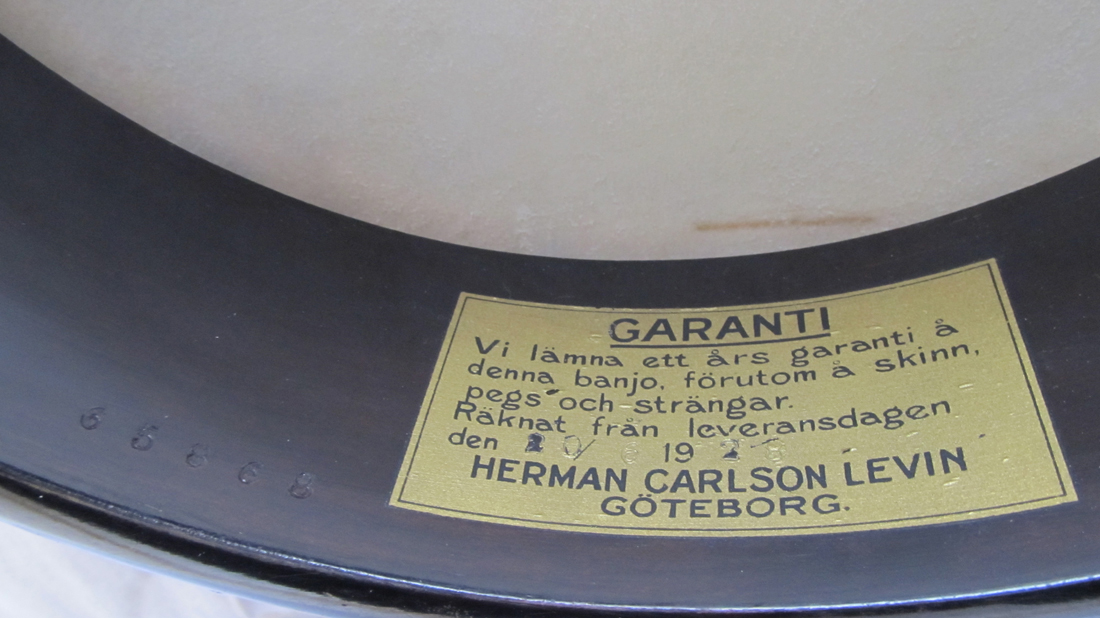 GARANTI
Vi lämna ett års garanti å
denna banjo, förutom å skinn,
pegs och strängar.
Räknat från leveransdagen
den 19
HERMAN CARLSON LEVIN
GÖTEBORG.